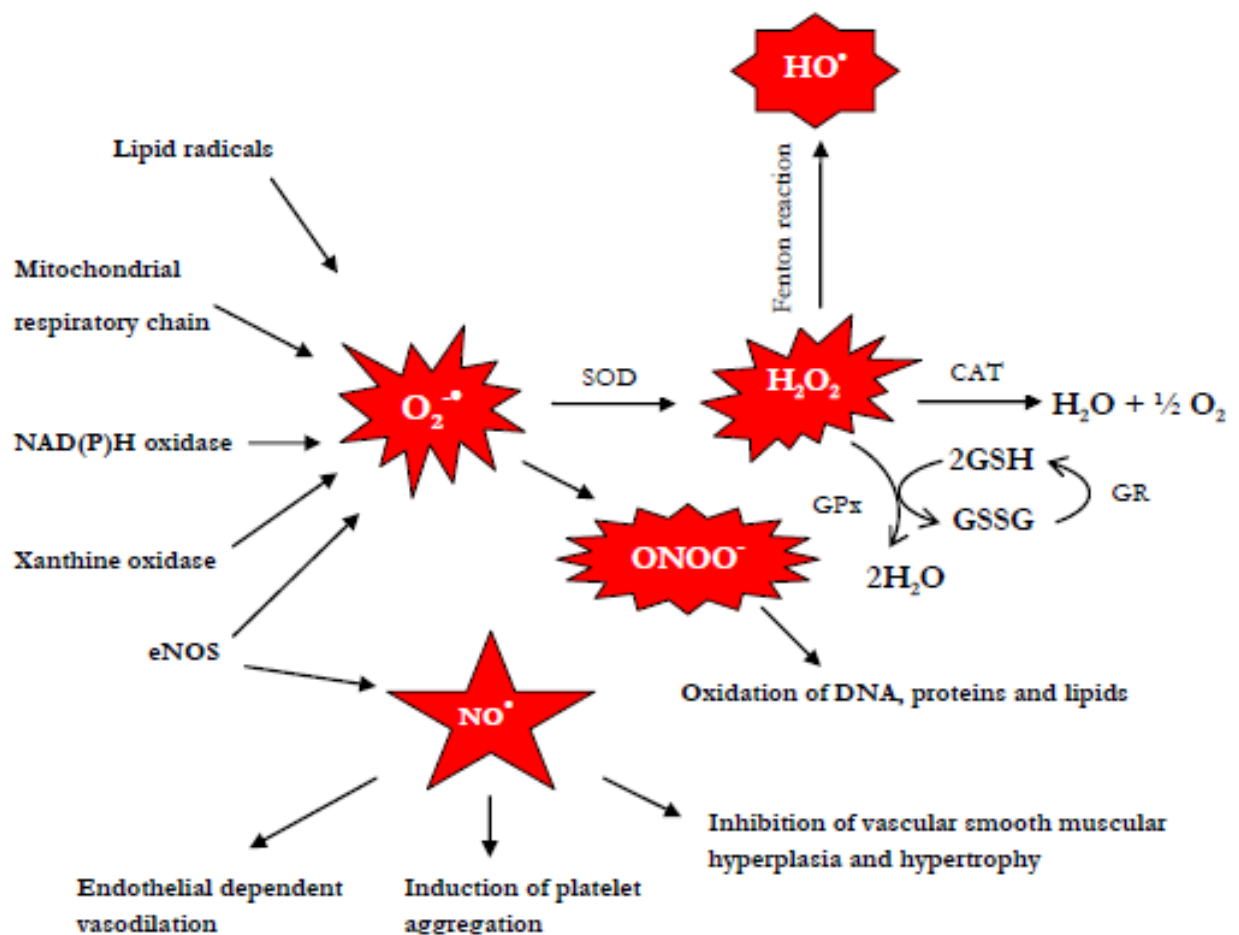 HO•
Fenton reaction
Lipid radicals
Mitochondrial
respiratory chain
O₂⁻•
SOD
H₂O₂
CAT
H₂O + ½ O₂
NAD(P)H oxidase
2GSH
GR
GPx
GSSG
Xanthine oxidase
ONOO⁻
2H₂O
eNOS
NO•
Oxidation of DNA, proteins and lipids
Inhibition of vascular smooth muscular
hyperplasia and hypertrophy
Endothelial dependent
vasodilation
Induction of platelet
aggregation